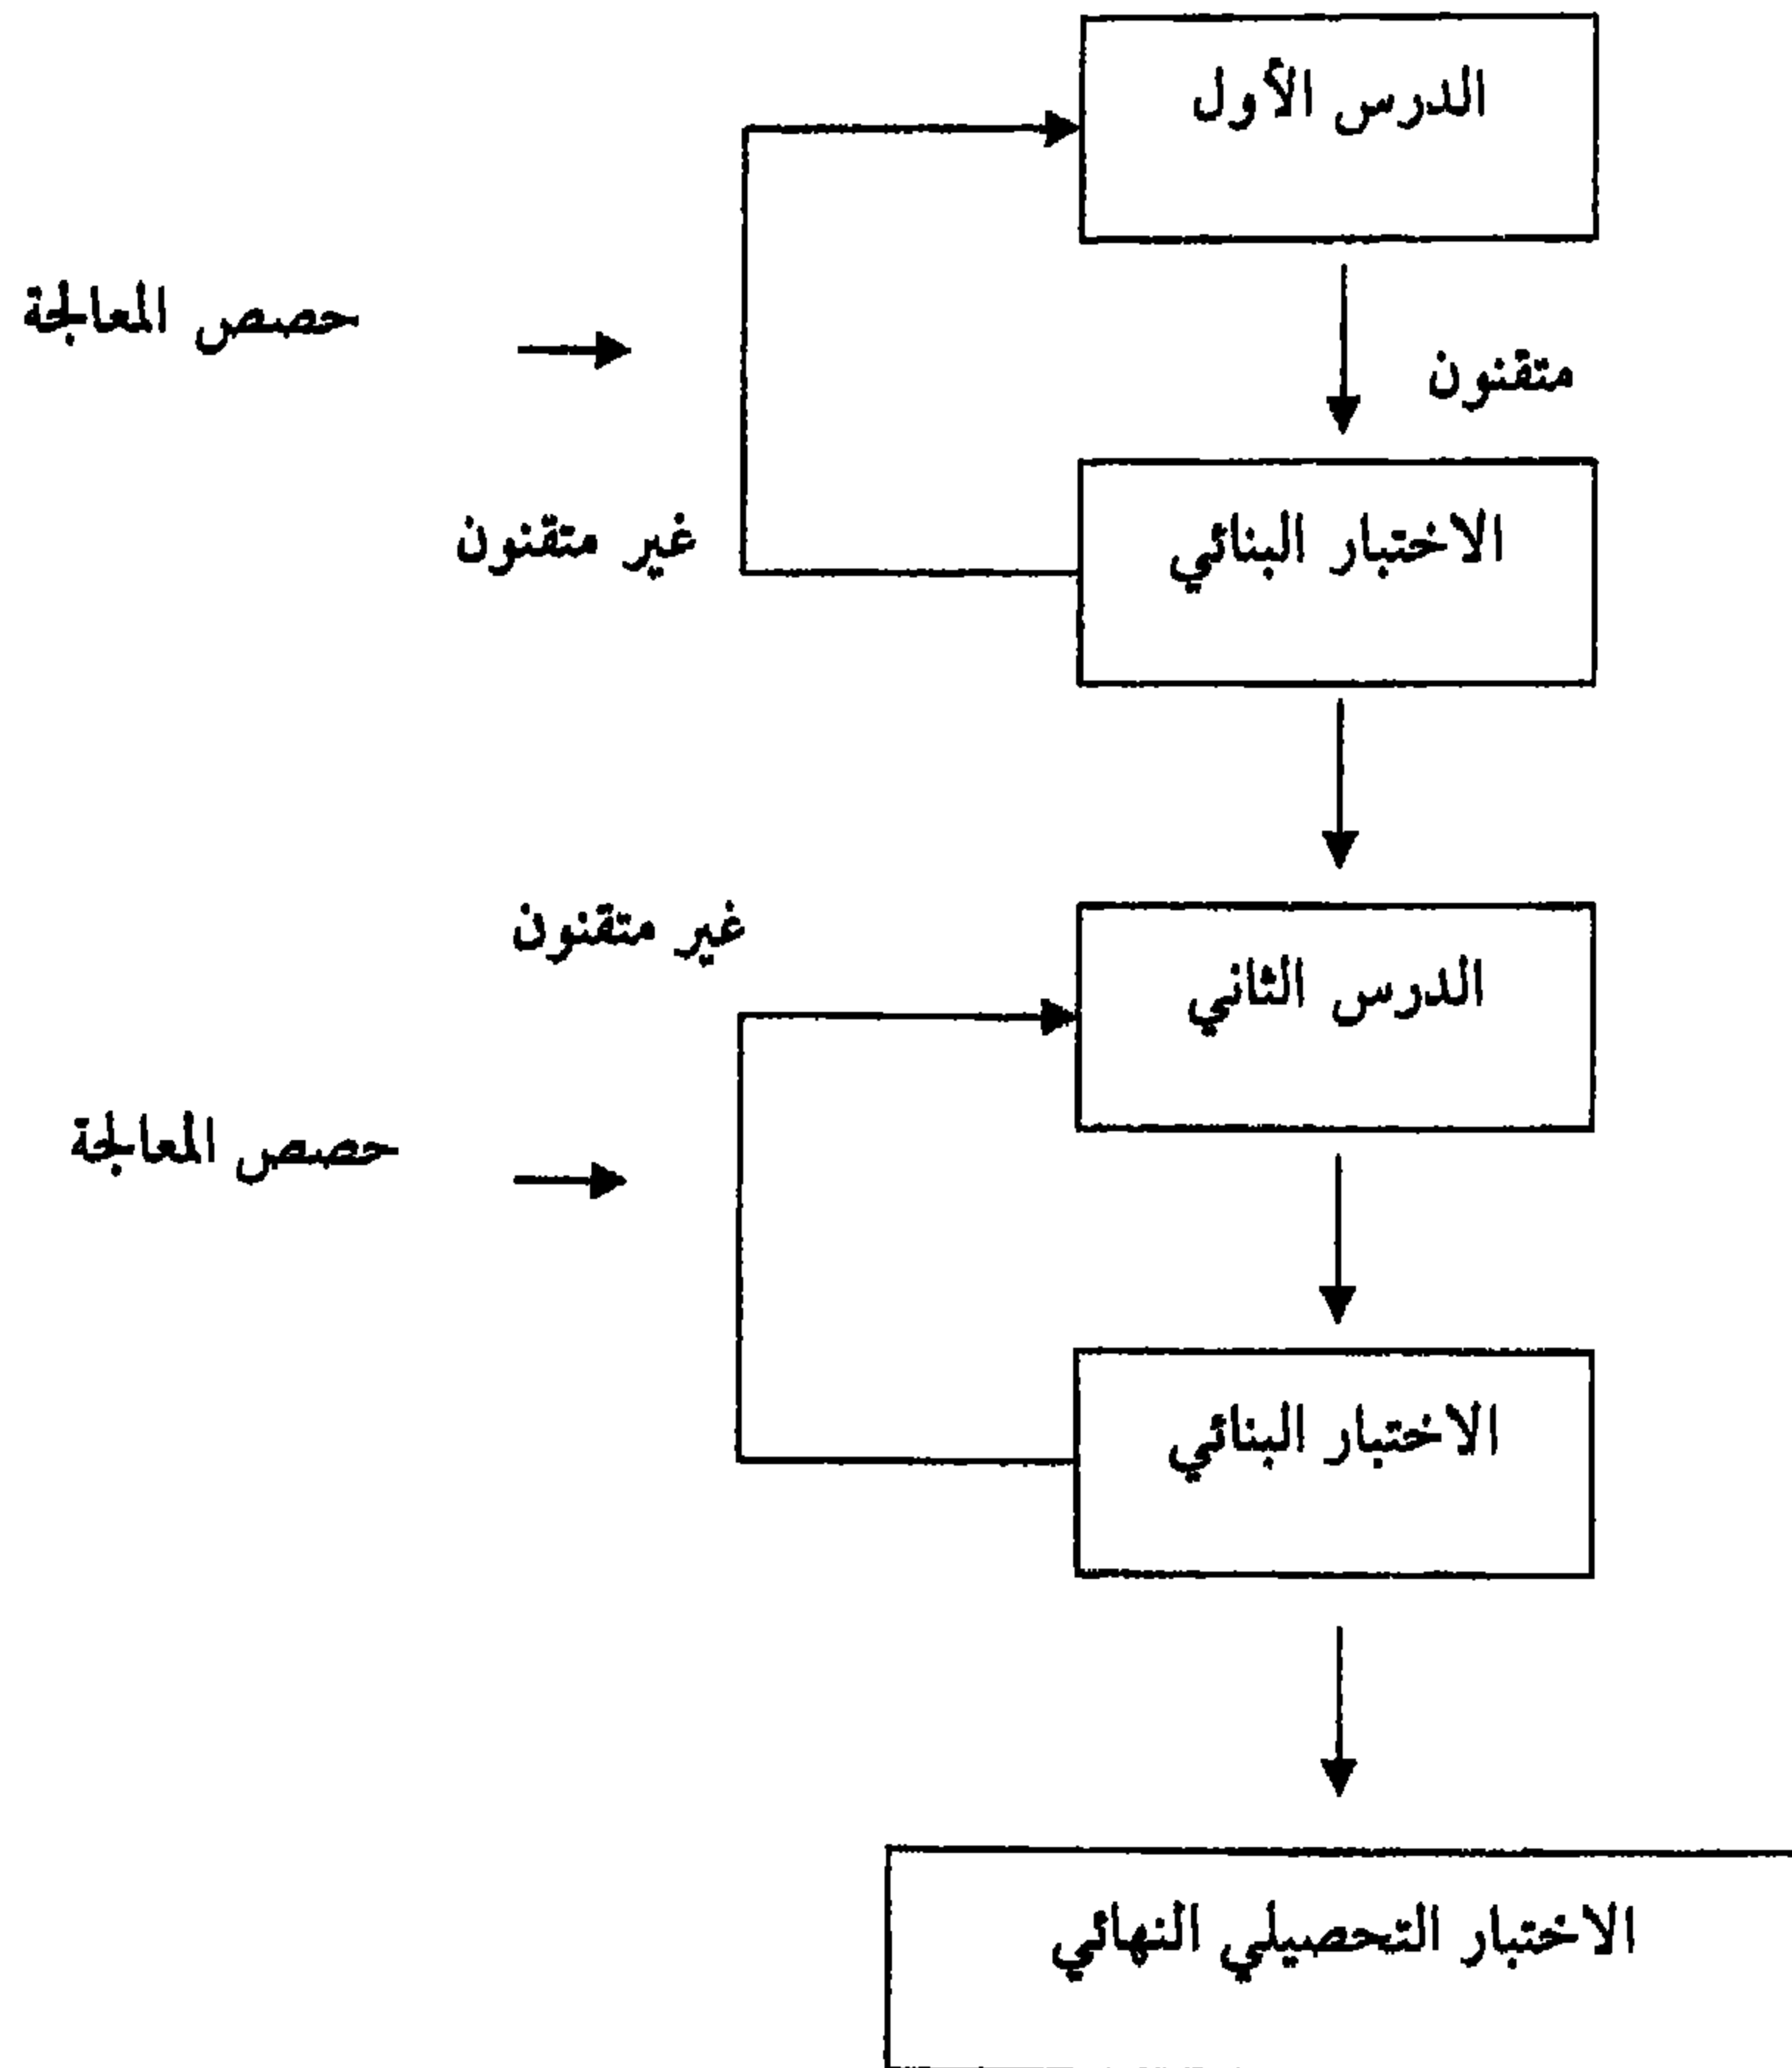 الدرس الأول
حصص المعالجة
متقنون
غير متقنون
الاختبار البنائي
غير متقنون
الدرس الثاني
حصص المعالجة
الاختبار البنائي
الاختبار التحصيلي النهائي